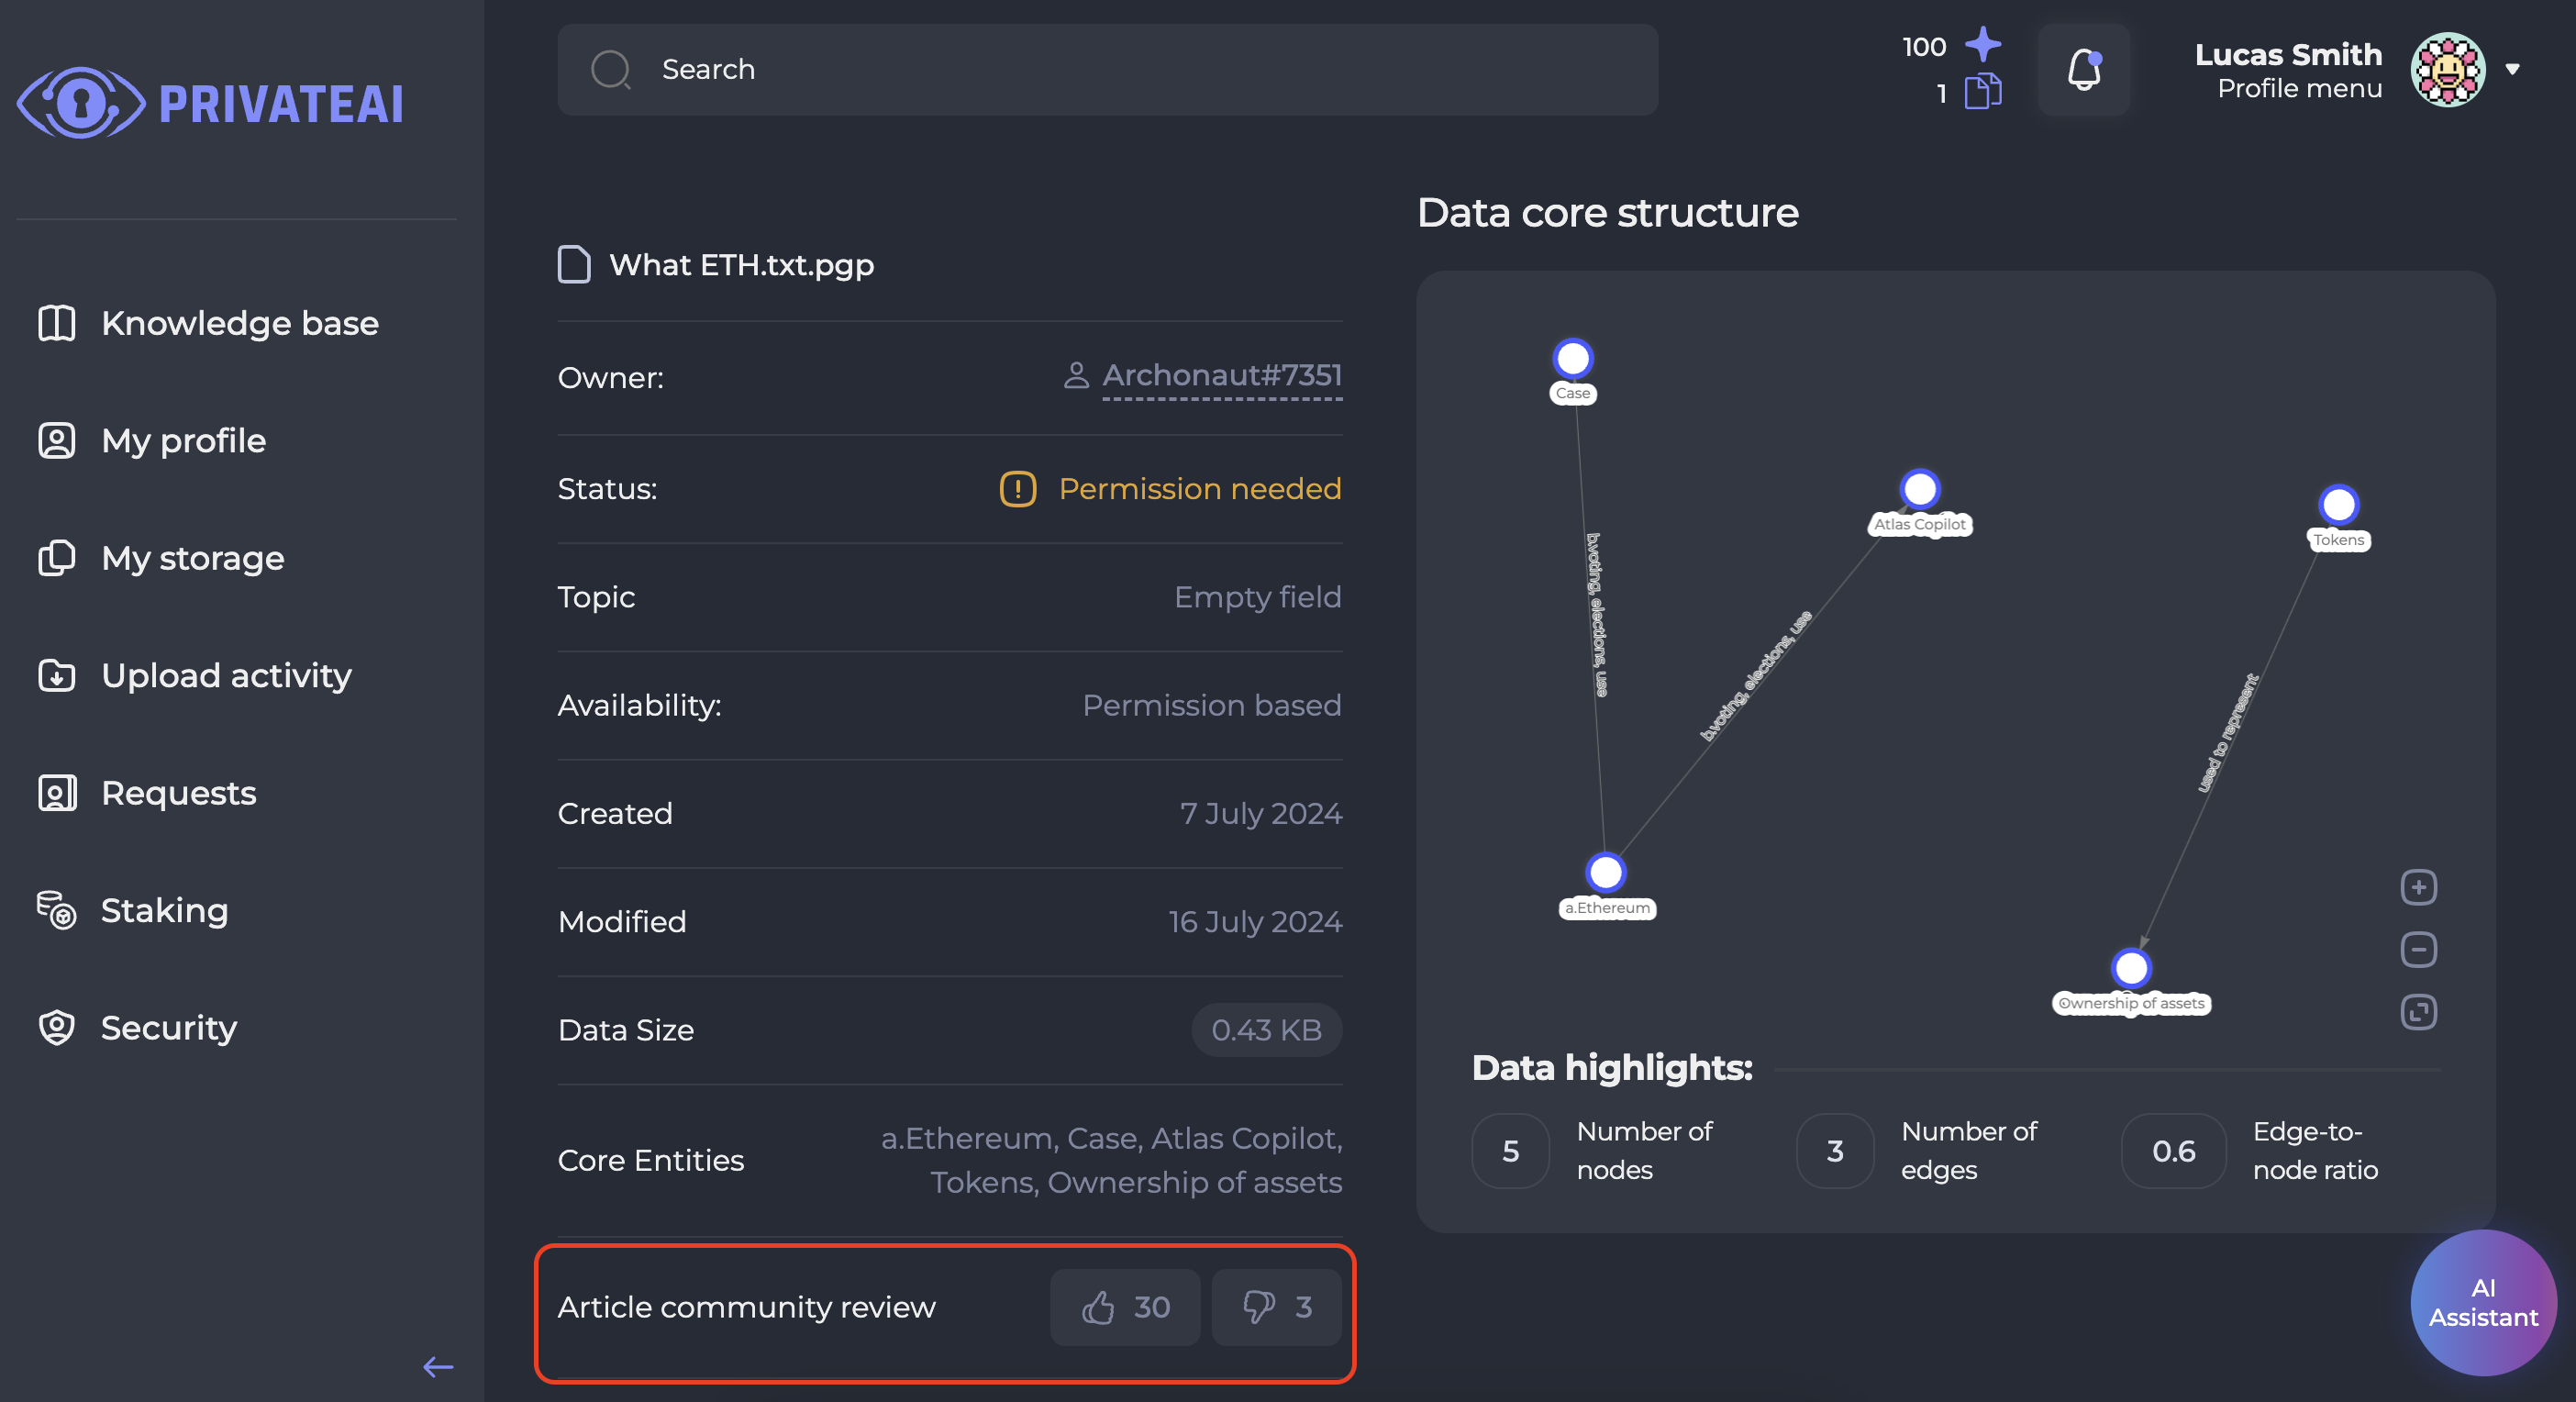 PRIVATEAI
Search
100
1
Lucas Smith
Profile menu
Knowledge base
My profile
My storage
Upload activity
Requests
Staking
Security
What ETH.txt.pgp
Owner:
Archonaut#7351
Status:
Permission needed
Topic
Empty field
Availability:
Permission based
Created
7 July 2024
Modified
16 July 2024
Data Size
0.43 KB
Core Entities
a.Ethereum, Case, Atlas Copilot,
Tokens, Ownership of assets
Article community review
30
3
Data core structure
Case
Atlas Copilot
Tokens
b.voting, elections, use
b.voting, elections, use
used to represent
a.Ethereum
Ownership of assets
Data highlights:
5
Number of
nodes
3
Number of
edges
0.6
Edge-to-
node ratio
AI
Assistant